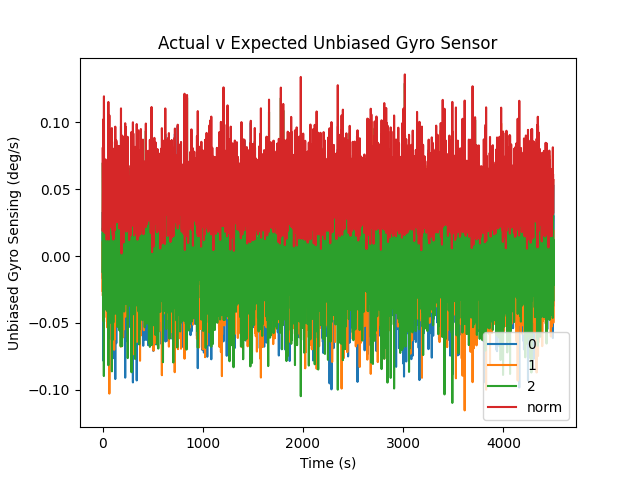 Actual v Expected Unbiased Gyro Sensor
Unbiased Gyro Sensing (deg/s)
0.10
0.05
0.00
−0.05
−0.10
0
1
2
norm
0 1000 2000 3000 4000
Time (s)